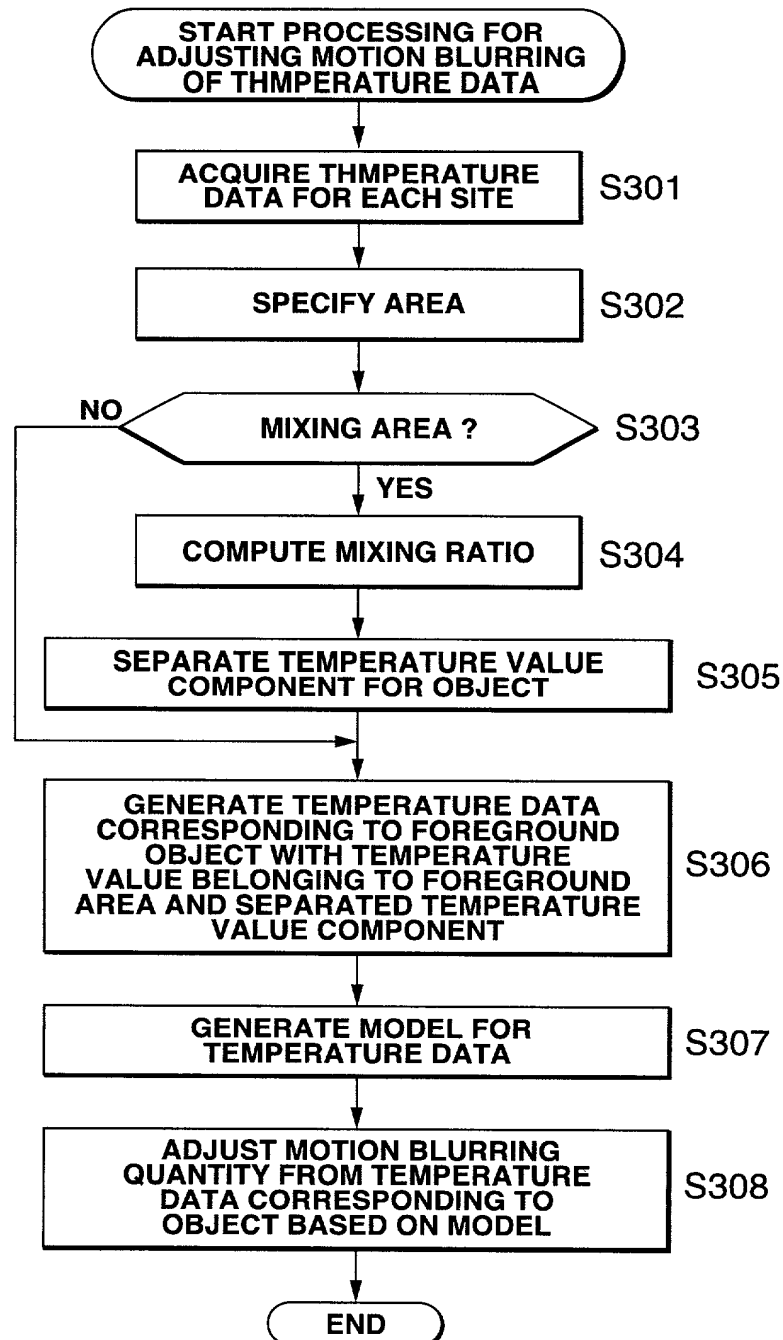 START PROCESSING FOR
ADJUSTING MOTION BLURRING
OF THMPERATURE DATA
ACQUIRE THMPERATURE
DATA FOR EACH SITE
S301
SPECIFY AREA
S302
NO
MIXING AREA ?
S303
YES
COMPUTE MIXING RATIO
S304
SEPARATE TEMPERATURE VALUE
COMPONENT FOR OBJECT
S305
GENERATE TEMPERATURE DATA
CORRESPONDING TO FOREGROUND
OBJECT WITH TEMPERATURE
VALUE BELONGING TO FOREGROUND
AREA AND SEPARATED TEMPERATURE
VALUE COMPONENT
S306
GENERATE MODEL FOR
TEMPERATURE DATA
S307
ADJUST MOTION BLURRING
QUANTITY FROM TEMPERATURE
DATA CORRESPONDING TO
OBJECT BASED ON MODEL
S308
END